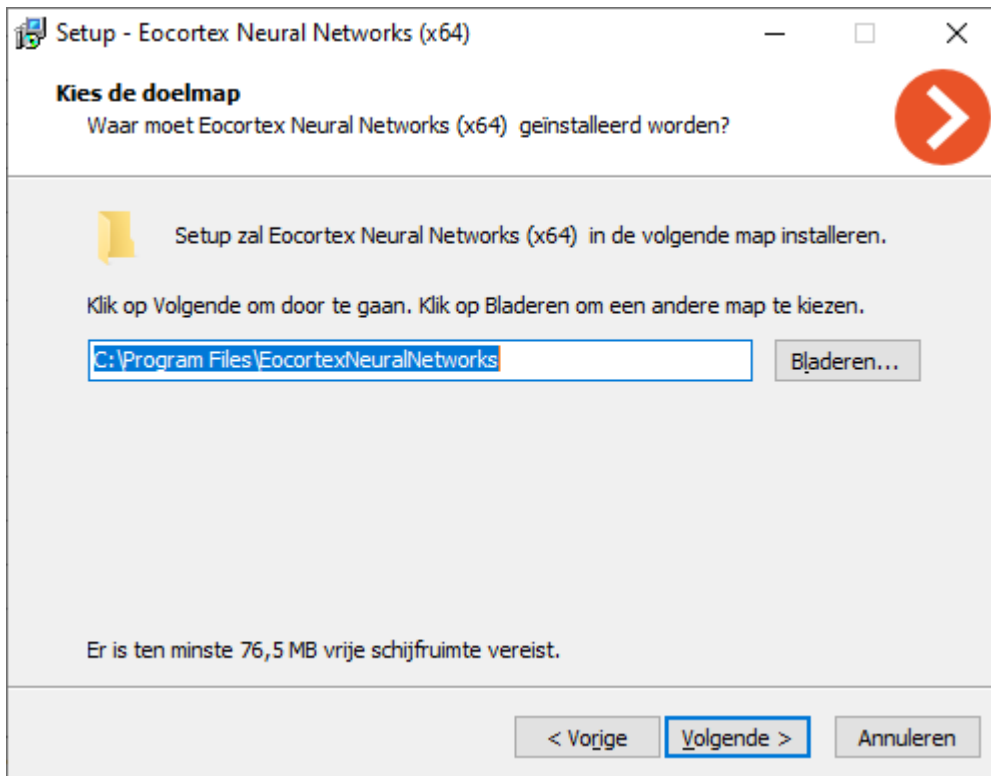 Setup - Eocortex Neural Networks (x64)
Kies de doelmap
Waar moet Eocortex Neural Networks (x64) geïnstalleerd worden?
Setup zal Eocortex Neural Networks (x64) in de volgende map installeren.
Klik op Volgende om door te gaan. Klik op Bladeren om een andere map te kiezen.
C:\Program Files\EocortexNeuralNetworks
Bladeren...
Er is ten minste 76,5 MB vrije schijfruimte vereist.
< Vorige
Volgende >
Annuleren